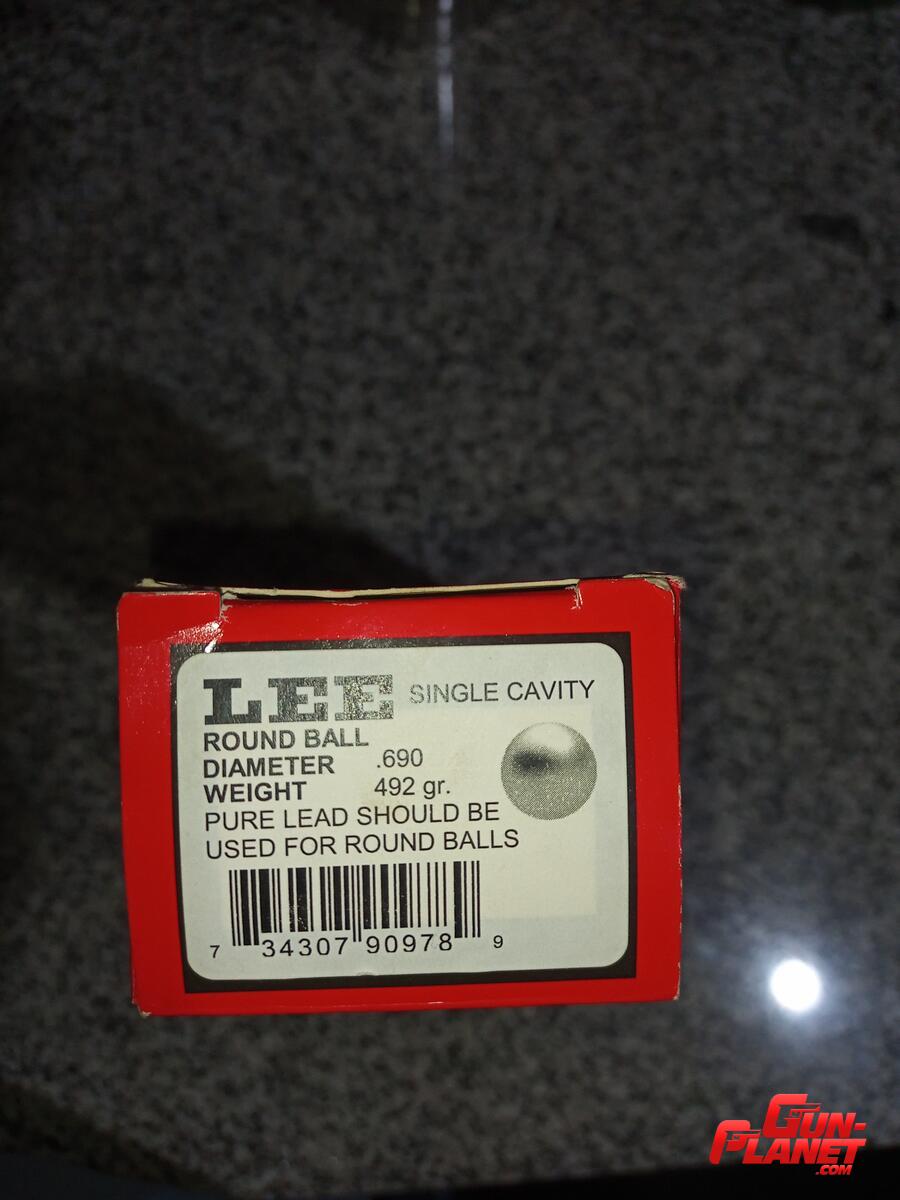 LEE SINGLE CAVITY
ROUND BALL
DIAMETER .690
WEIGHT 492 gr.
PURE LEAD SHOULD BE
USED FOR ROUND BALLS
7 34307 90978 9
GUN-
PLANET
.COM